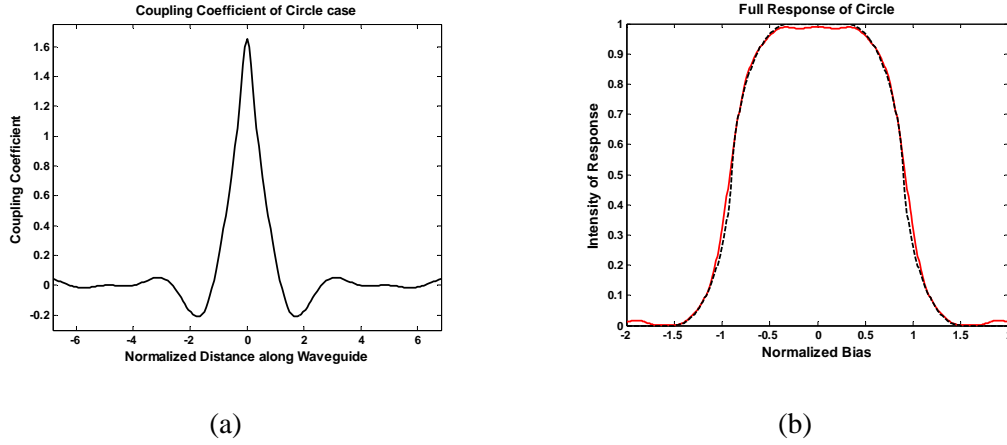 Coupling Coefficient of Circle case
Coupling Coefficient
1.6
1.4
1.2
1
0.8
0.6
0.4
0.2
0
-0.2
-6 -4 -2 0 2 4 6
Normalized Distance along Waveguide
(a)
Full Response of Circle
Intensity of Response
1
0.9
0.8
0.7
0.6
0.5
0.4
0.3
0.2
0.1
0
-2 -1.5 -1 -0.5 0 0.5 1 1.5 2
Normalized Bias
(b)